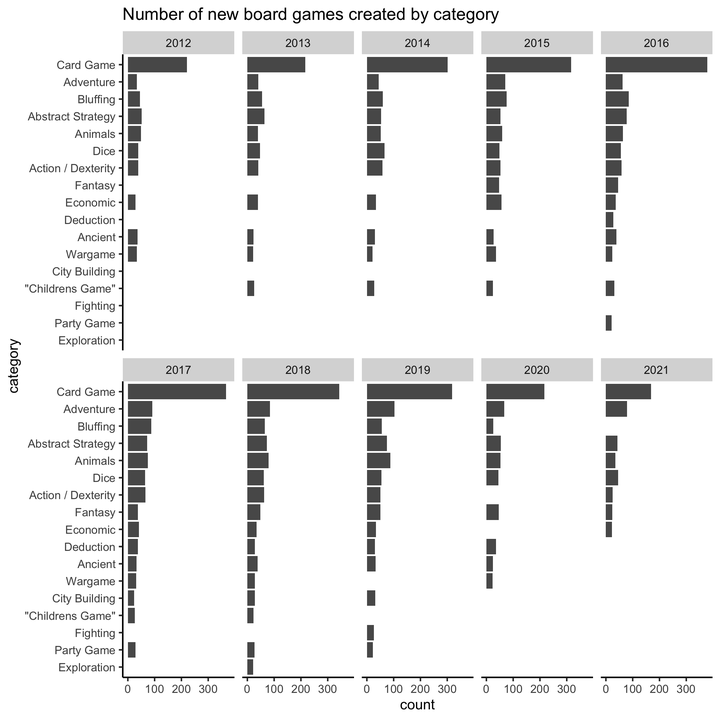 Number of new board games created by category
2012 2013 2014 2015 2016
Card Game
Adventure
Bluffing
Abstract Strategy
Animals
Dice
Action / Dexterity
Fantasy
Economic
Deduction
Ancient
Wargame
City Building
"Childrens Game"
Fighting
Party Game
Exploration
category
2017 2018 2019 2020 2021
Card Game
Adventure
Bluffing
Abstract Strategy
Animals
Dice
Action / Dexterity
Fantasy
Economic
Deduction
Ancient
Wargame
City Building
"Childrens Game"
Fighting
Party Game
Exploration
0 100 200 300 0 100 200 300 0 100 200 300 0 100 200 300 0 100 200 300
count